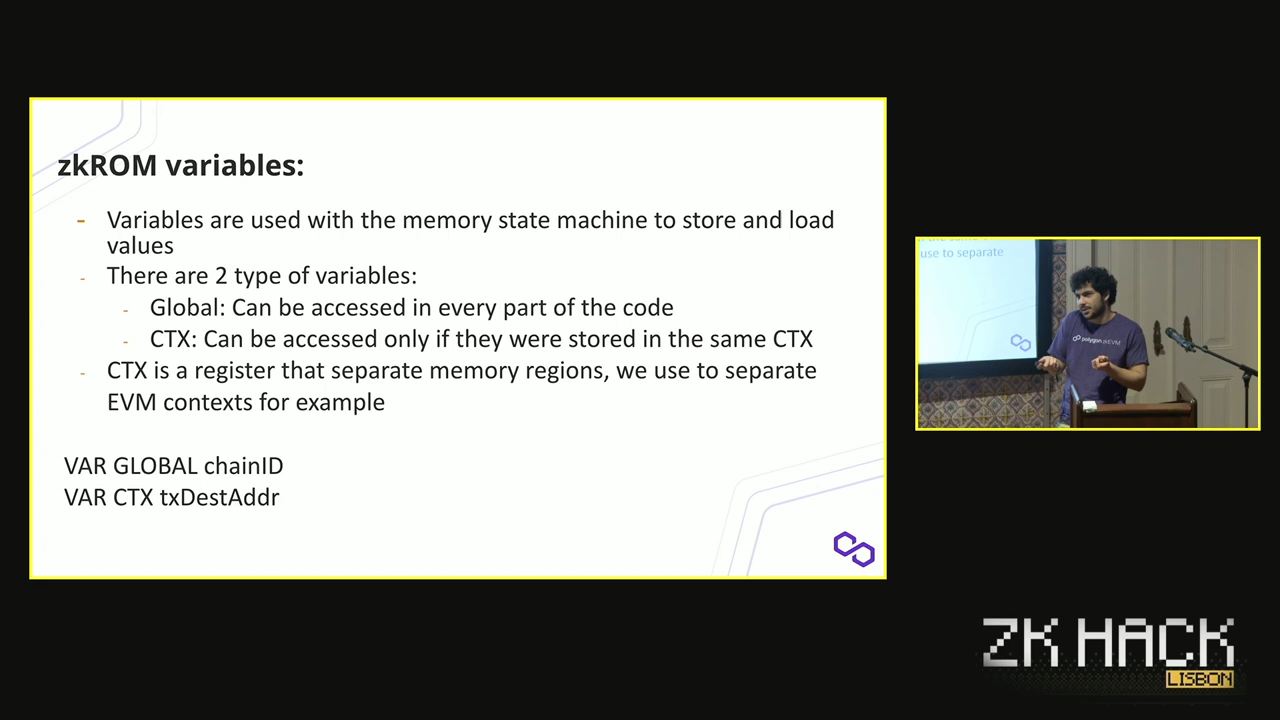 zkROM variables:
- Variables are used with the memory state machine to store and load
values
- There are 2 type of variables:
- Global: Can be accessed in every part of the code
- CTX: Can be accessed only if they were stored in the same CTX
- CTX is a register that separate memory regions, we use to separate
EVM contexts for example
VAR GLOBAL chainID
VAR CTX txDestAddr
use to separate
polygon zkEVM
ZK HACK
LISBON